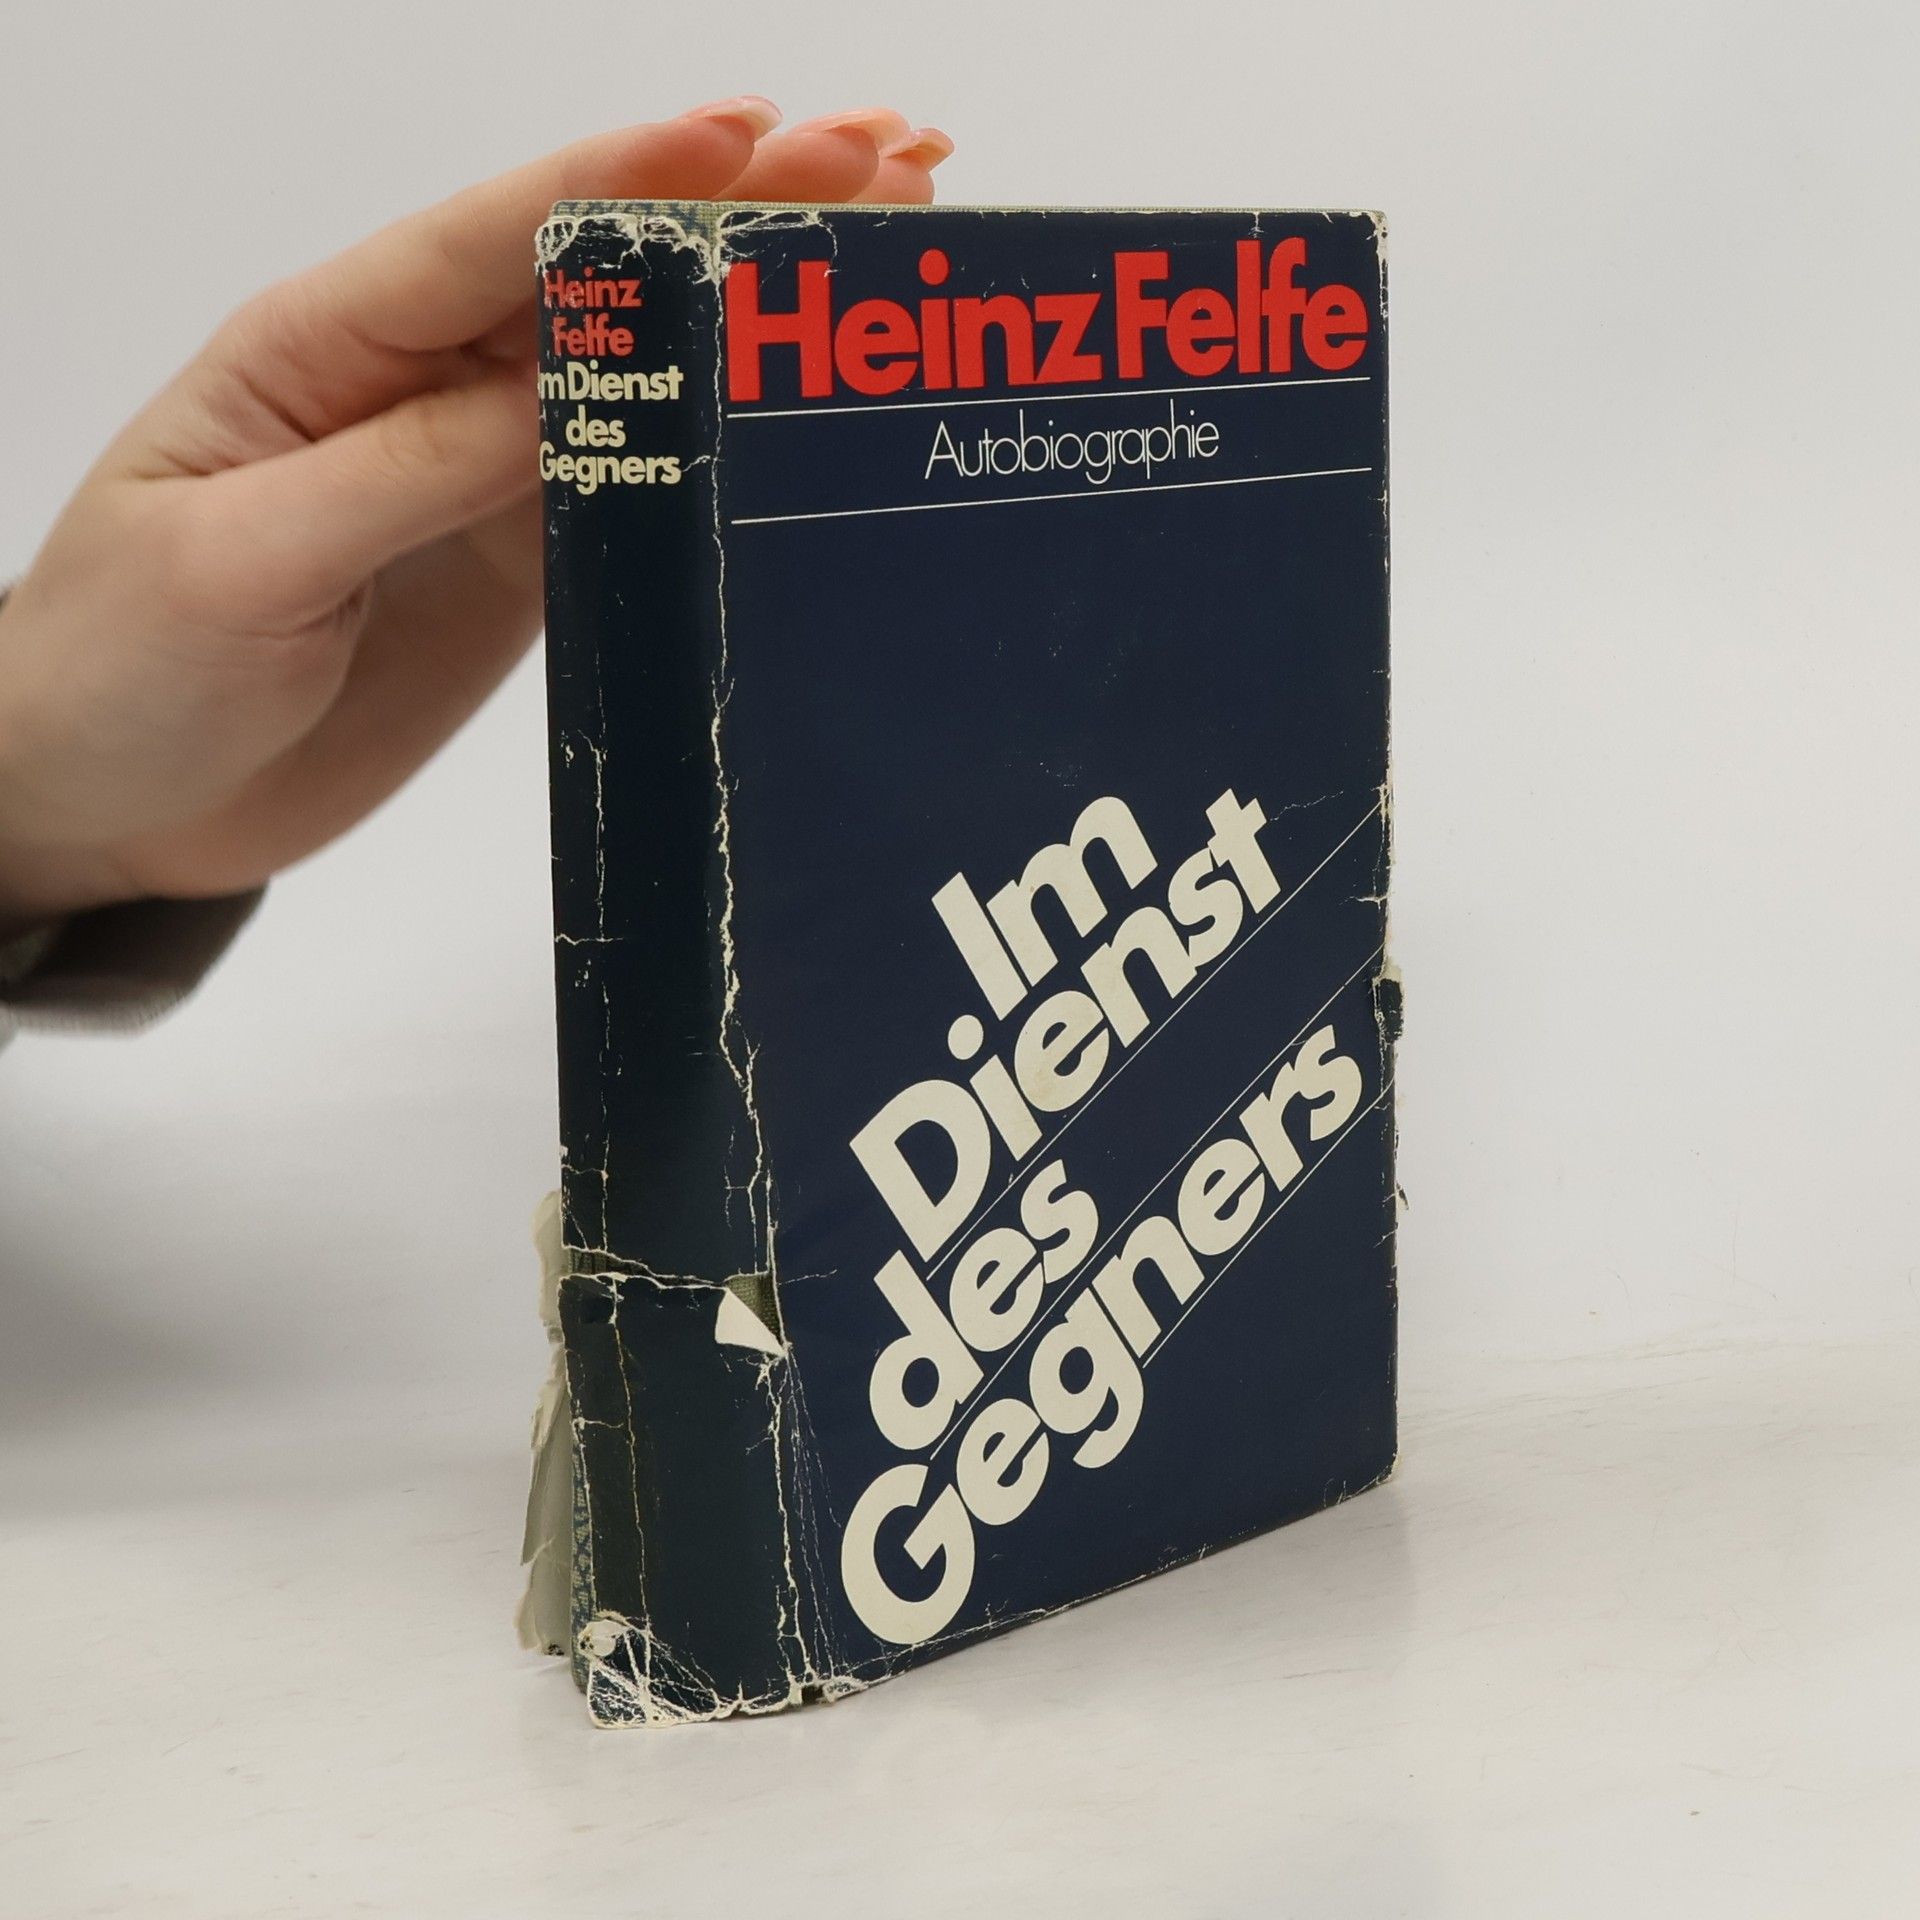 Heinz
Felfe
Im Dienst
des
Gegners
Heinz Felfe
Autobiographie
Im
Dienst
des
Gegners